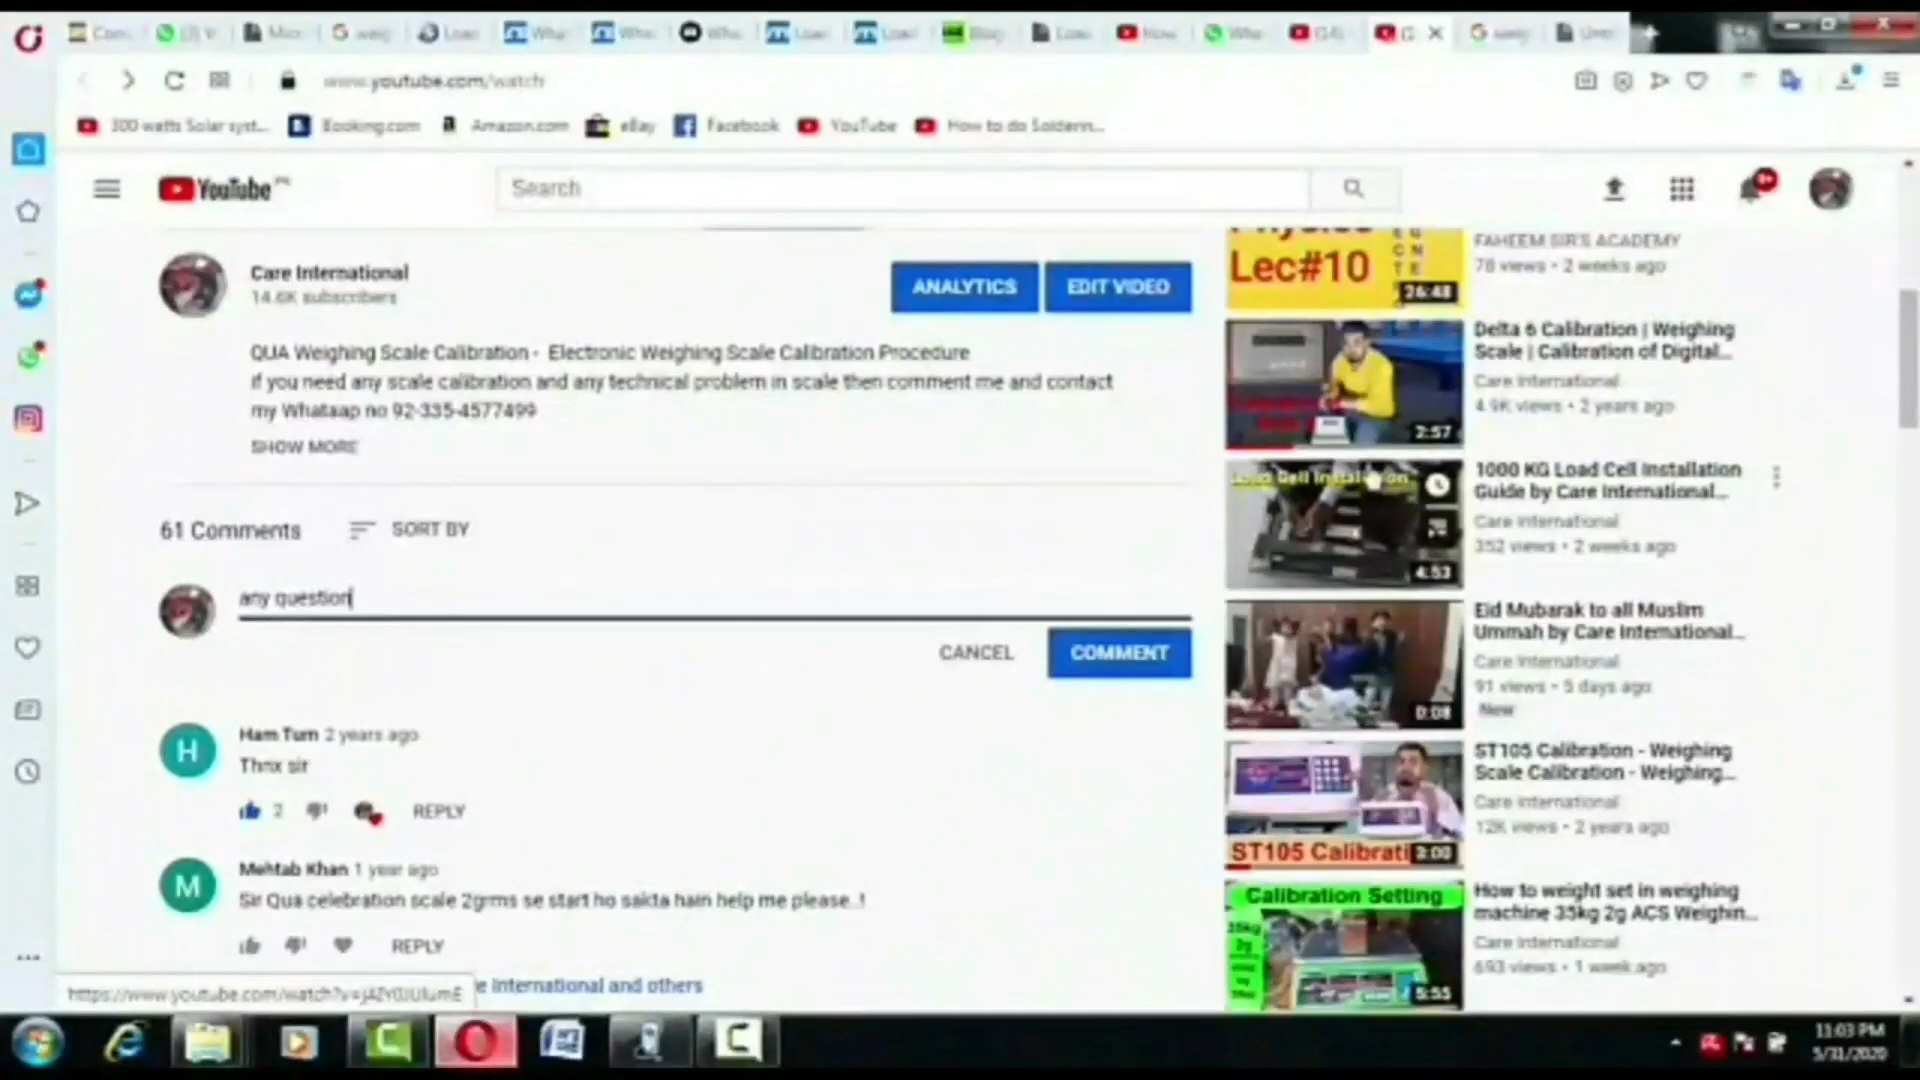 www.youtube.com/watch
300 watts Solar syst...
Booking.com
Amazon.com
eBay
Facebook
YouTube
How to do Solderin...
YouTube
Search
9+
Care International
14.6K subscribers
ANALYTICS
EDIT VIDEO
QUA Weighing Scale Calibration - Electronic Weighing Scale Calibration Procedure
if you need any scale calibration and any technical problem in scale then comment me and contact
my Whataap no 92-335-4577499
SHOW MORE
61 Comments
SORT BY
any question
CANCEL
COMMENT
H
Ham Tum 2 years ago
Thnx sir
2
REPLY
M
Mehtab Khan 1 year ago
Sir Qua celebration scale 2grms se start ho sakta hain help me please..!
REPLY
e International and others
Lec#10
26:48
FAHEEM SIR'S ACADEMY
78 views • 2 weeks ago
2:57
Delta 6 Calibration | Weighing
Scale | Calibration of Digital...
Care International
4.9K views • 2 years ago
4:53
1000 KG Load Cell Installation
Guide by Care International...
Care International
352 views • 2 weeks ago
0:08
Eid Mubarak to all Muslim
Ummah by Care International...
Care International
91 views • 5 days ago
New
ST105 Calibrati
3:00
ST105 Calibration - Weighing
Scale Calibration - Weighing...
Care International
12K views • 2 years ago
Calibration Setting
35kg
2g
5:55
How to weight set in weighing
machine 35kg 2g ACS Weighin...
Care International
693 views • 1 week ago
11:03 PM
5/31/2020